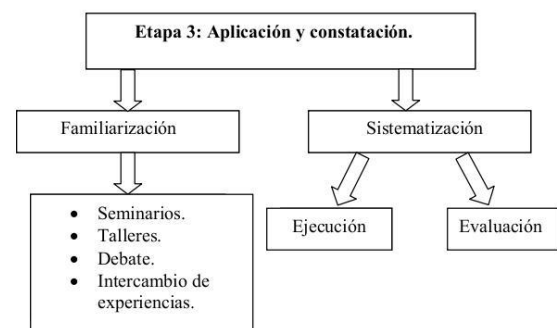 Etapa 3: Aplicación y constatación.
Familiarización
Sistematización
• Seminarios.
• Talleres.
• Debate.
• Intercambio de
experiencias.
Ejecución
Evaluación